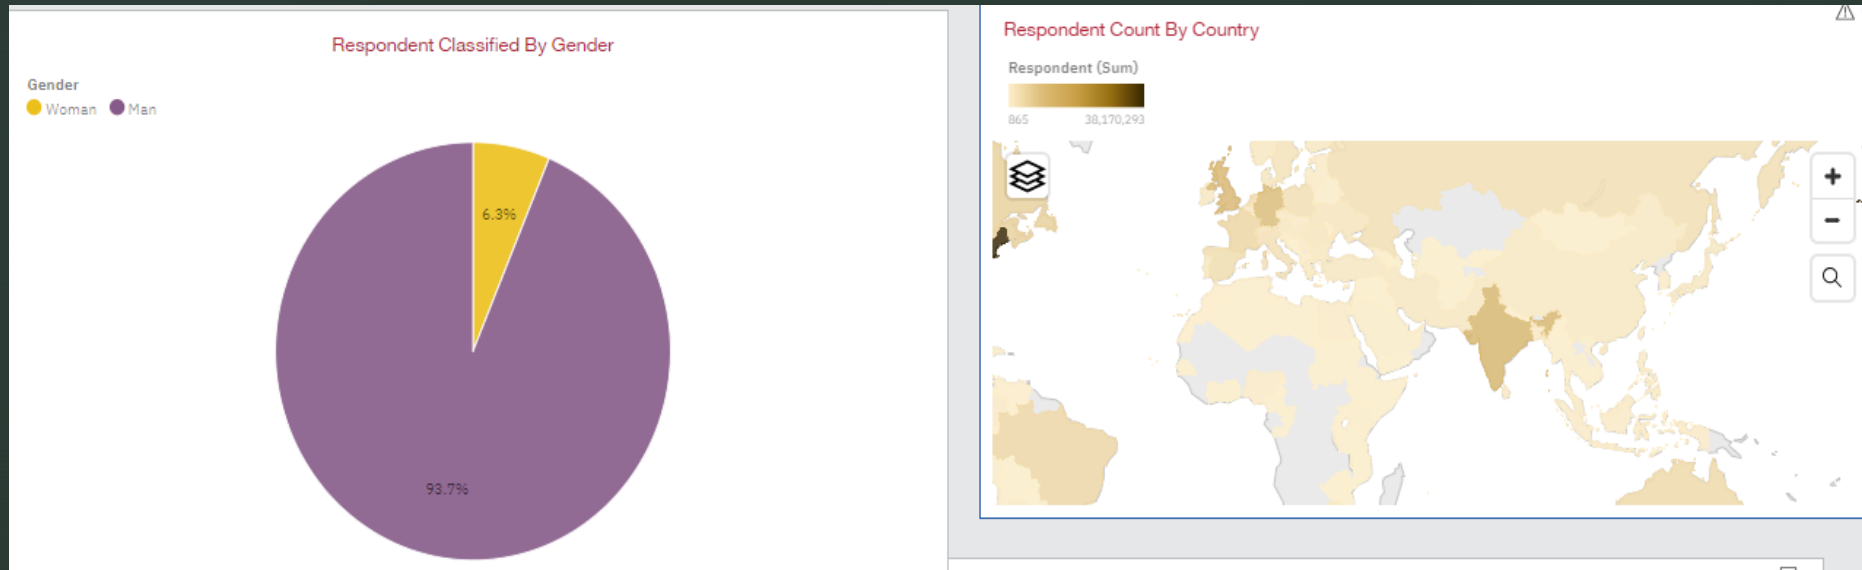 Respondent Classified By Gender
Gender
Woman Man
6.3%
93.7%
Respondent Count By Country
Respondent (Sum)
865 38,170,293